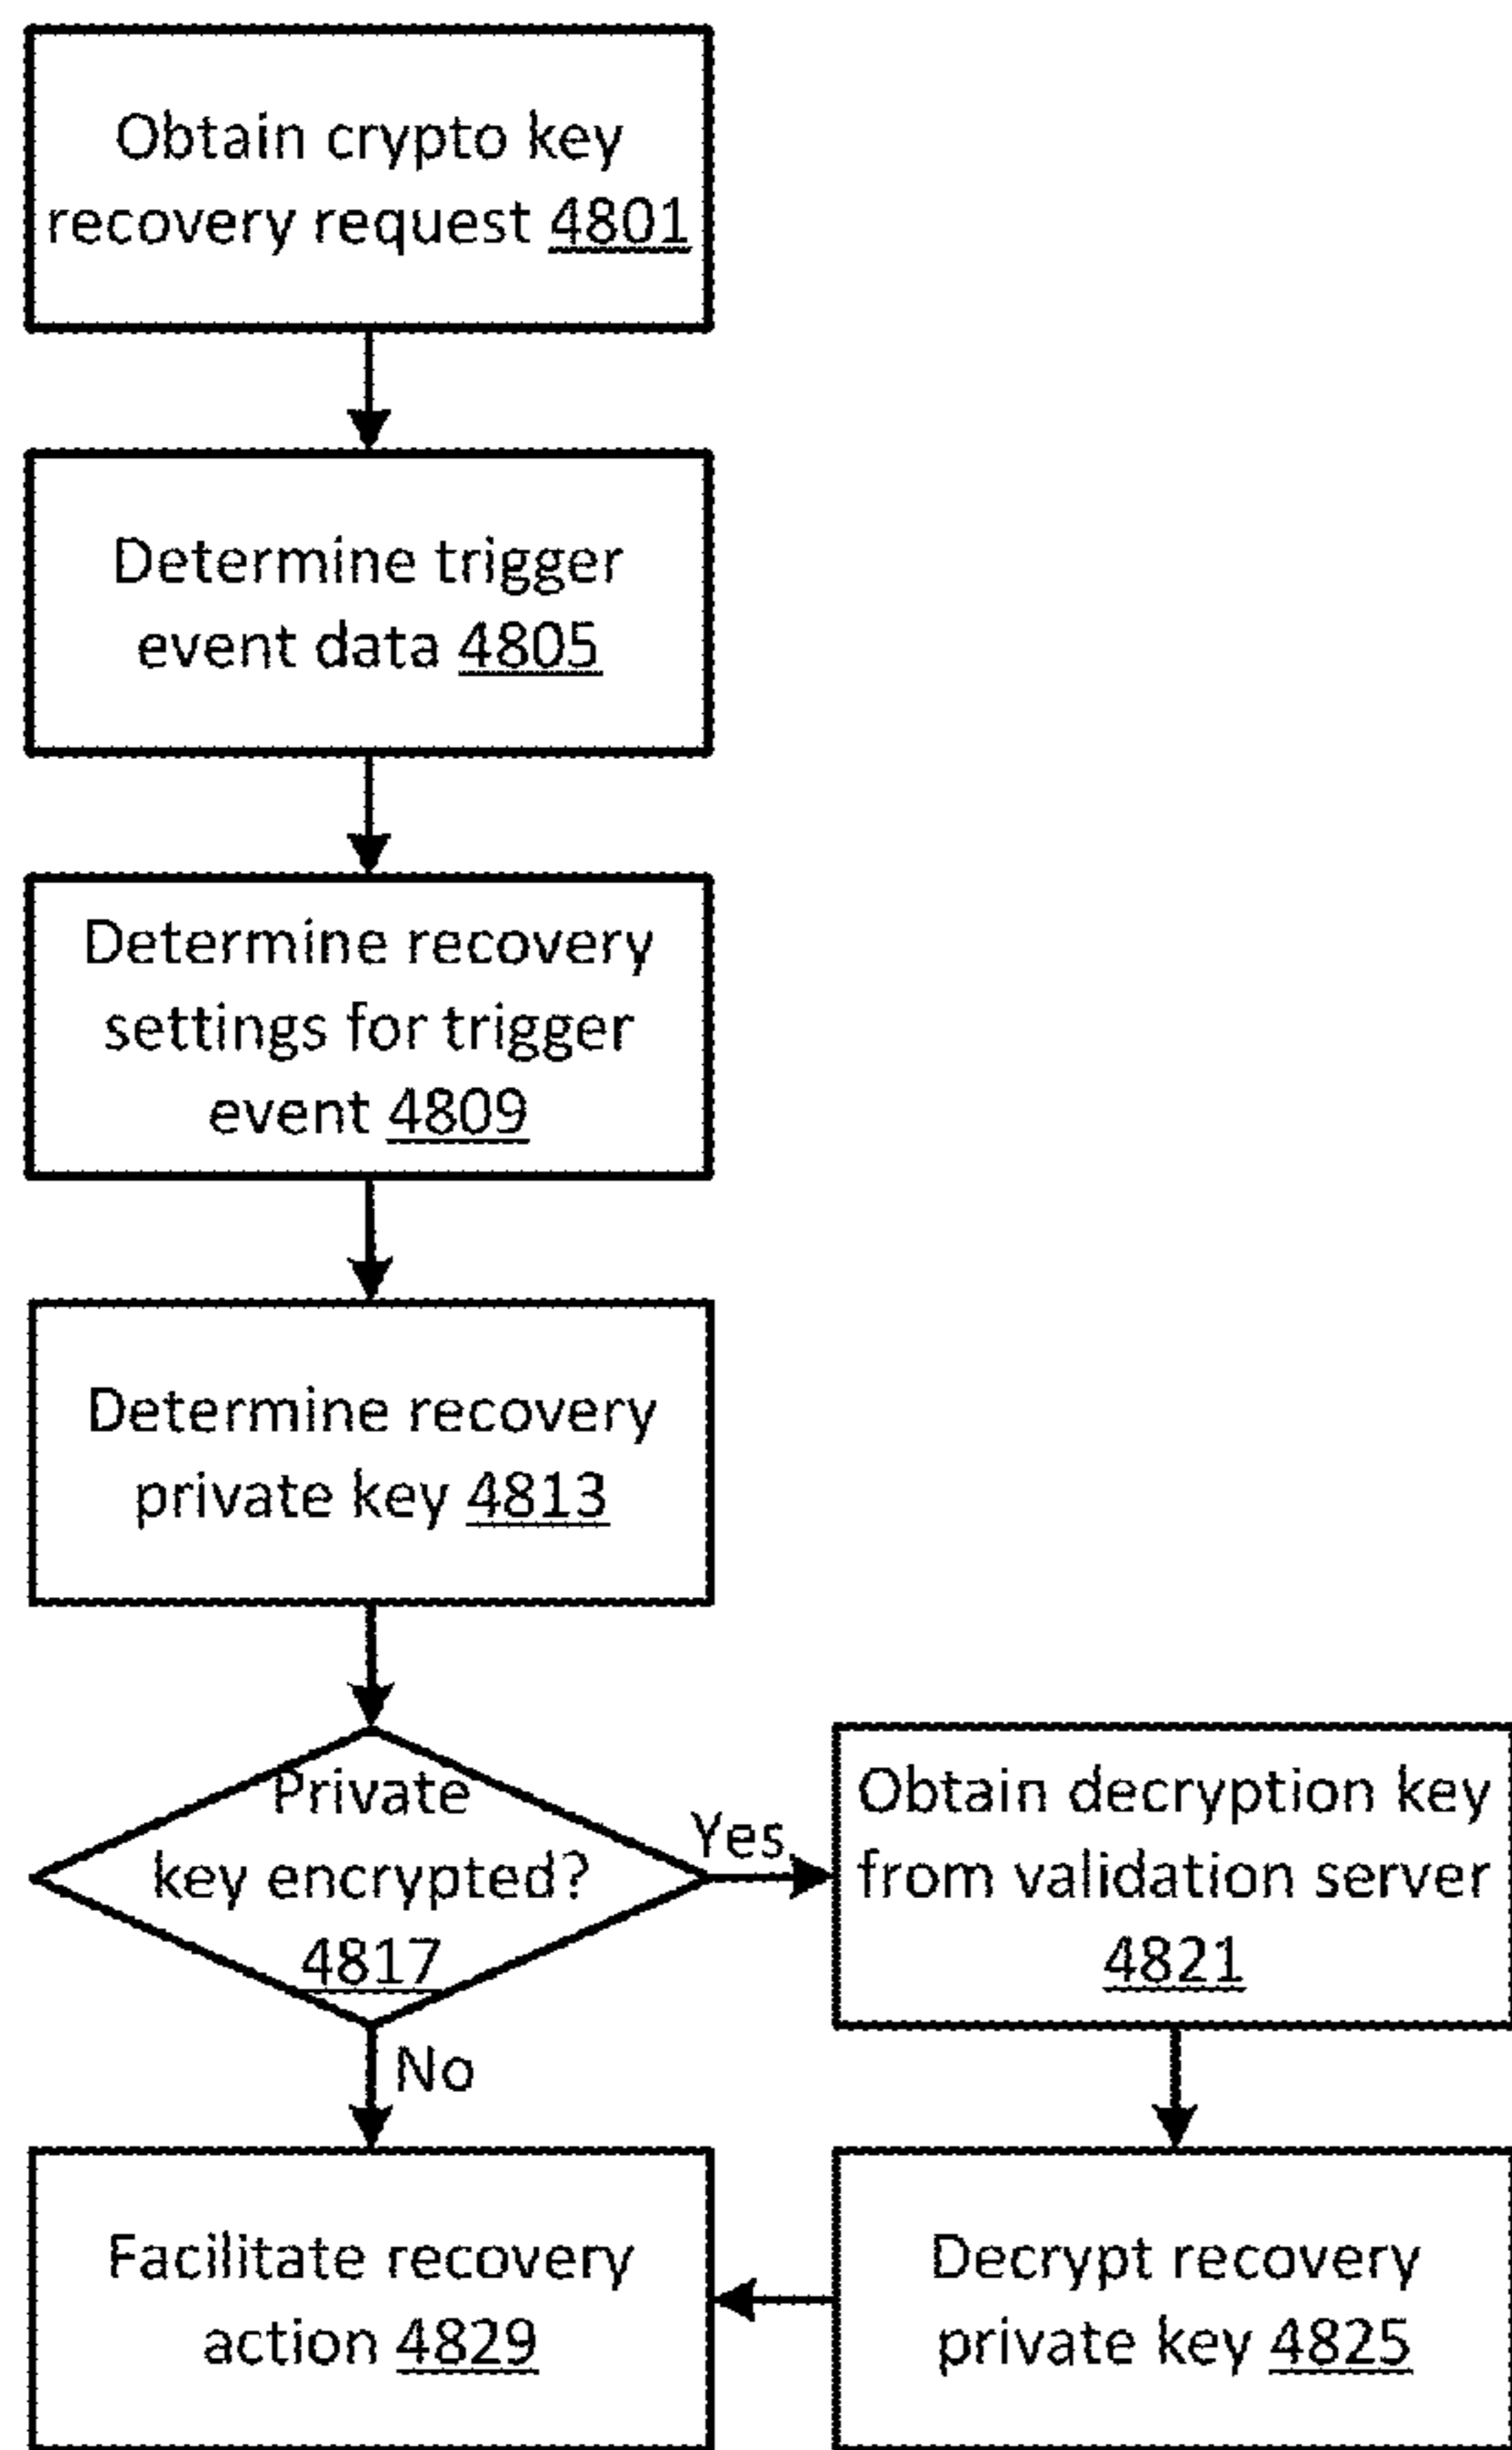 Obtain crypto key
recovery request 4801
Determine trigger
event data 4805
Determine recovery
settings for trigger
event 4809
Determine recovery
private key 4813
Private
key encrypted?
4817
Yes
Obtain decryption key
from validation server
4821
No
Facilitate recovery
action 4829
Decrypt recovery
private key 4825